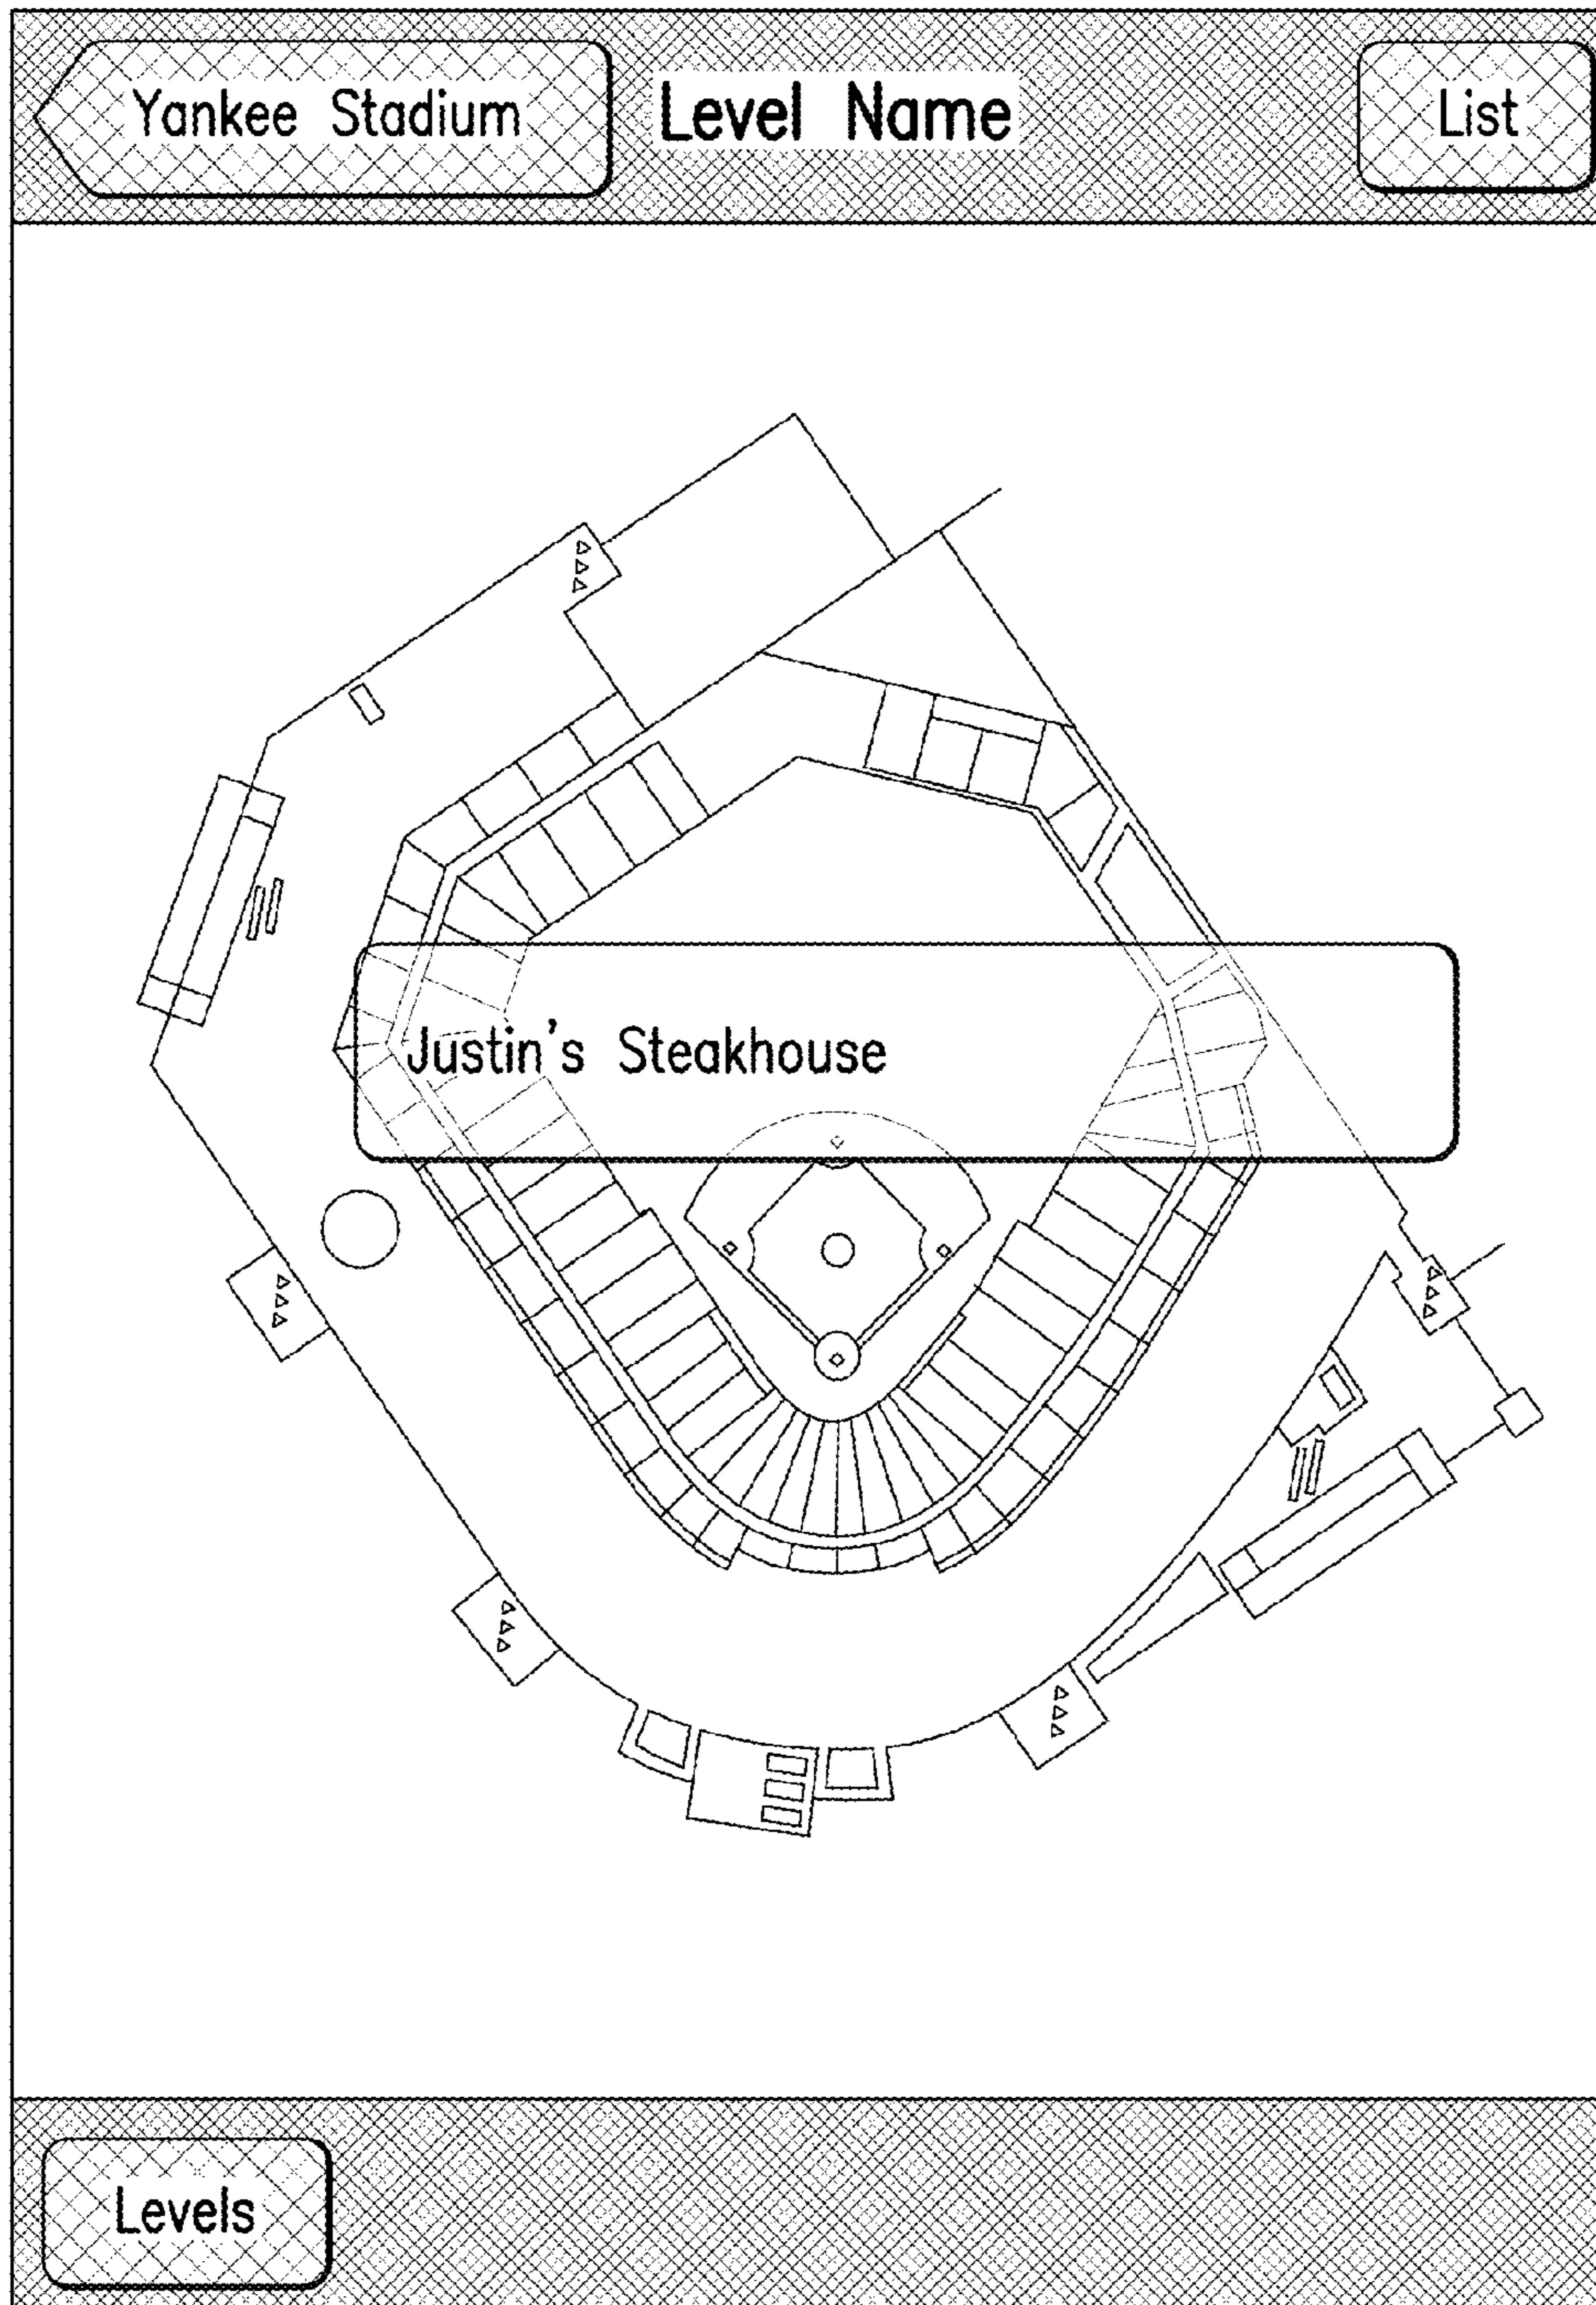 Yankee Stadium
Level Name
List
Justin's Steakhouse
Levels